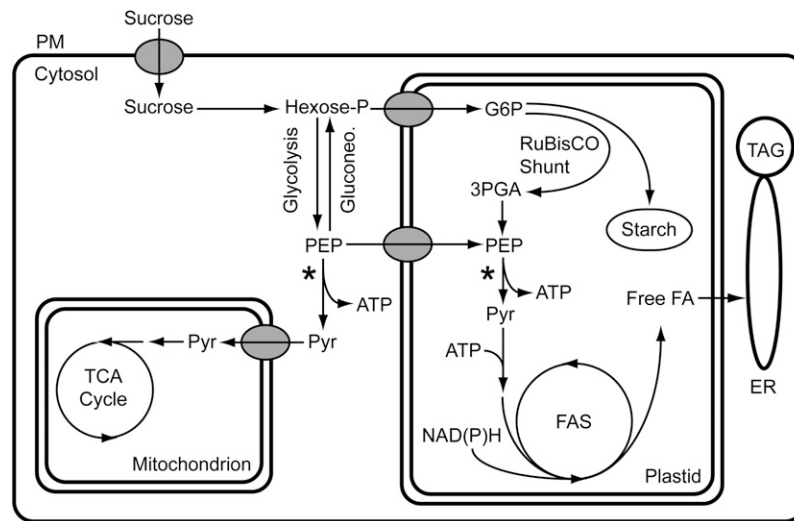 Sucrose
PM
Cytosol
Sucrose
Hexose-P
G6P
Glycolysis
Gluconeo.
RuBisCO
Shunt
3PGA
TAG
Starch
PEP
PEP
*
*
ATP
ATP
Pyr
Free FA
Pyr
Pyr
ATP
TCA
Cycle
FAS
ER
NAD(P)H
Mitochondrion
Plastid